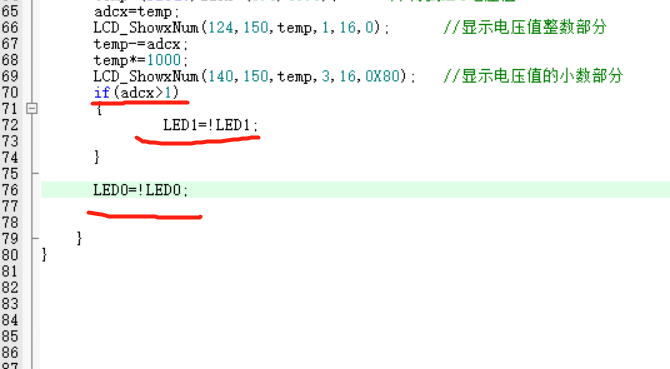 65 adcx=temp;
66 LCD_ShowxNum(124,150,temp,1,16,0); //显示电压值整数部分
67 temp-=adcx;
68 temp*=1000;
69 LCD_ShowxNum(140,150,temp,3,16,0X80); //显示电压值的小数部分
70 if(adcx>1)
71 {
72 LED1=!LED1;
73
74 }
75
76 LED0=!LED0;
77
78
79 }
80 }
81
82
83
84
85
86